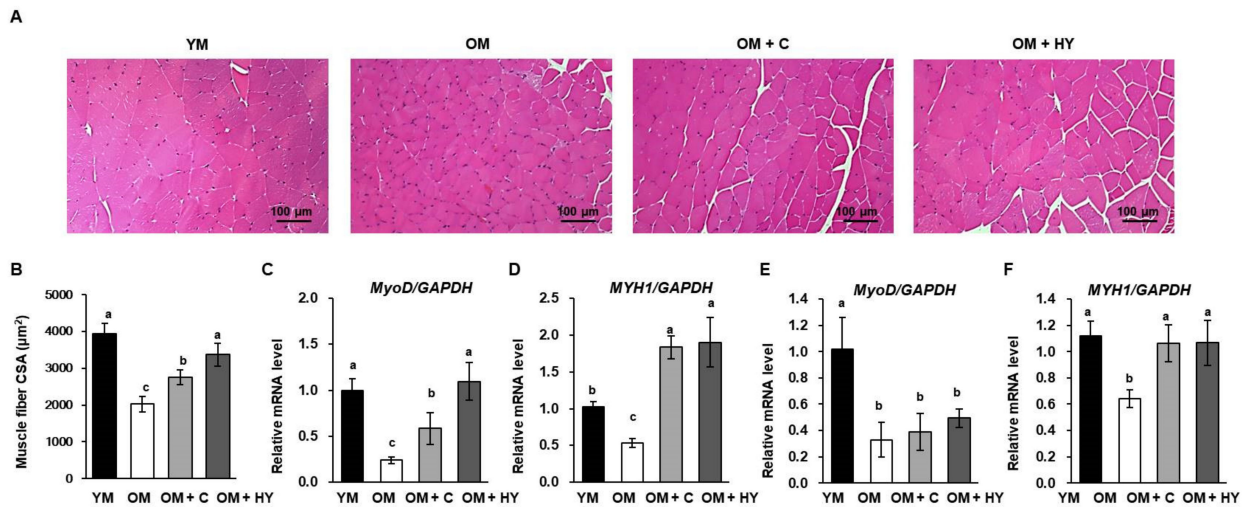 A
YM
OM
OM + C
OM + HY
100 µm
100 µm
100 µm
100 µm
B
Muscle fiber CSA (µm²)
5000
4000
3000
2000
1000
0
a
c
b
a
YM OM OM + C OM + HY
C
MyoD/GAPDH
Relative mRNA level
2.0
1.5
1.0
0.5
0.0
a
c
b
a
YM OM OM + C OM + HY
D
MYH1/GAPDH
Relative mRNA level
2.5
2.0
1.5
1.0
0.5
0.0
b
c
a
a
YM OM OM + C OM + HY
E
MyoD/GAPDH
Relative mRNA level
1.4
1.2
1.0
0.8
0.6
0.4
0.2
0.0
a
b
b
b
YM OM OM + C OM + HY
F
MYH1/GAPDH
Relative mRNA level
1.4
1.2
1.0
0.8
0.6
0.4
0.2
0.0
a
b
a
a
YM OM OM + C OM + HY